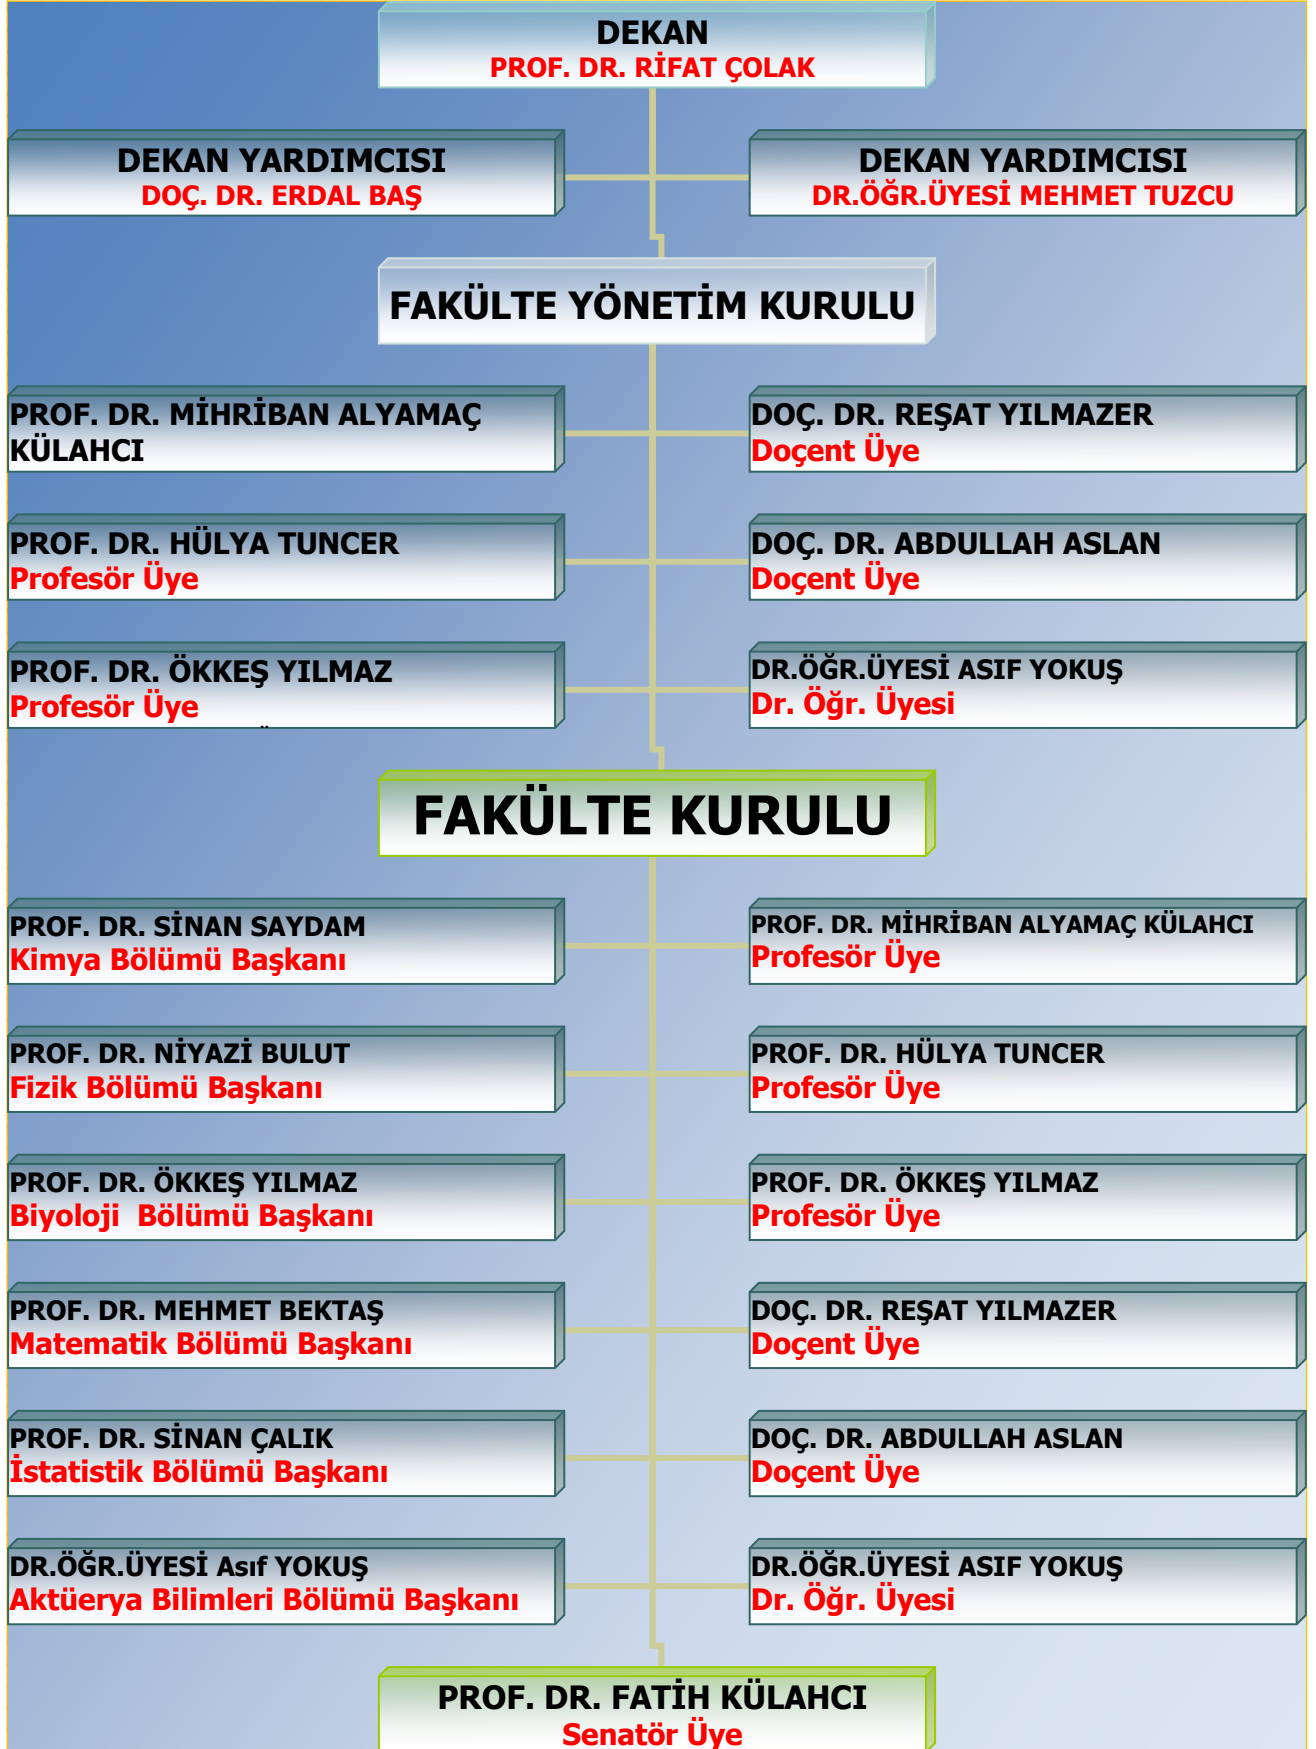 DEKAN
PROF. DR. RİFAT ÇOLAK
DEKAN YARDIMCISI
DOÇ. DR. ERDAL BAŞ
DEKAN YARDIMCISI
DR.ÖĞR.ÜYESİ MEHMET TUZCU
FAKÜLTE YÖNETİM KURULU
PROF. DR. MİHRİBAN ALYAMAÇ
KÜLAHCI
DOÇ. DR. REŞAT YILMAZER
Doçent Üye
PROF. DR. HÜLYA TUNCER
Profesör Üye
DOÇ. DR. ABDULLAH ASLAN
Doçent Üye
PROF. DR. ÖKKEŞ YILMAZ
Profesör Üye
DR.ÖĞR.ÜYESİ ASIF YOKUŞ
Dr. Öğr. Üyesi
FAKÜLTE KURULU
PROF. DR. SİNAN SAYDAM
Kimya Bölümü Başkanı
PROF. DR. MİHRİBAN ALYAMAÇ KÜLAHCI
Profesör Üye
PROF. DR. NİYAZİ BULUT
Fizik Bölümü Başkanı
PROF. DR. HÜLYA TUNCER
Profesör Üye
PROF. DR. ÖKKEŞ YILMAZ
Biyoloji  Bölümü Başkanı
PROF. DR. ÖKKEŞ YILMAZ
Profesör Üye
PROF. DR. MEHMET BEKTAŞ
Matematik Bölümü Başkanı
DOÇ. DR. REŞAT YILMAZER
Doçent Üye
PROF. DR. SİNAN ÇALIK
İstatistik Bölümü Başkanı
DOÇ. DR. ABDULLAH ASLAN
Doçent Üye
DR.ÖĞR.ÜYESİ Asıf YOKUŞ
Aktüerya Bilimleri Bölümü Başkanı
DR.ÖĞR.ÜYESİ ASIF YOKUŞ
Dr. Öğr. Üyesi
PROF. DR. FATİH KÜLAHCI
Senatör Üye